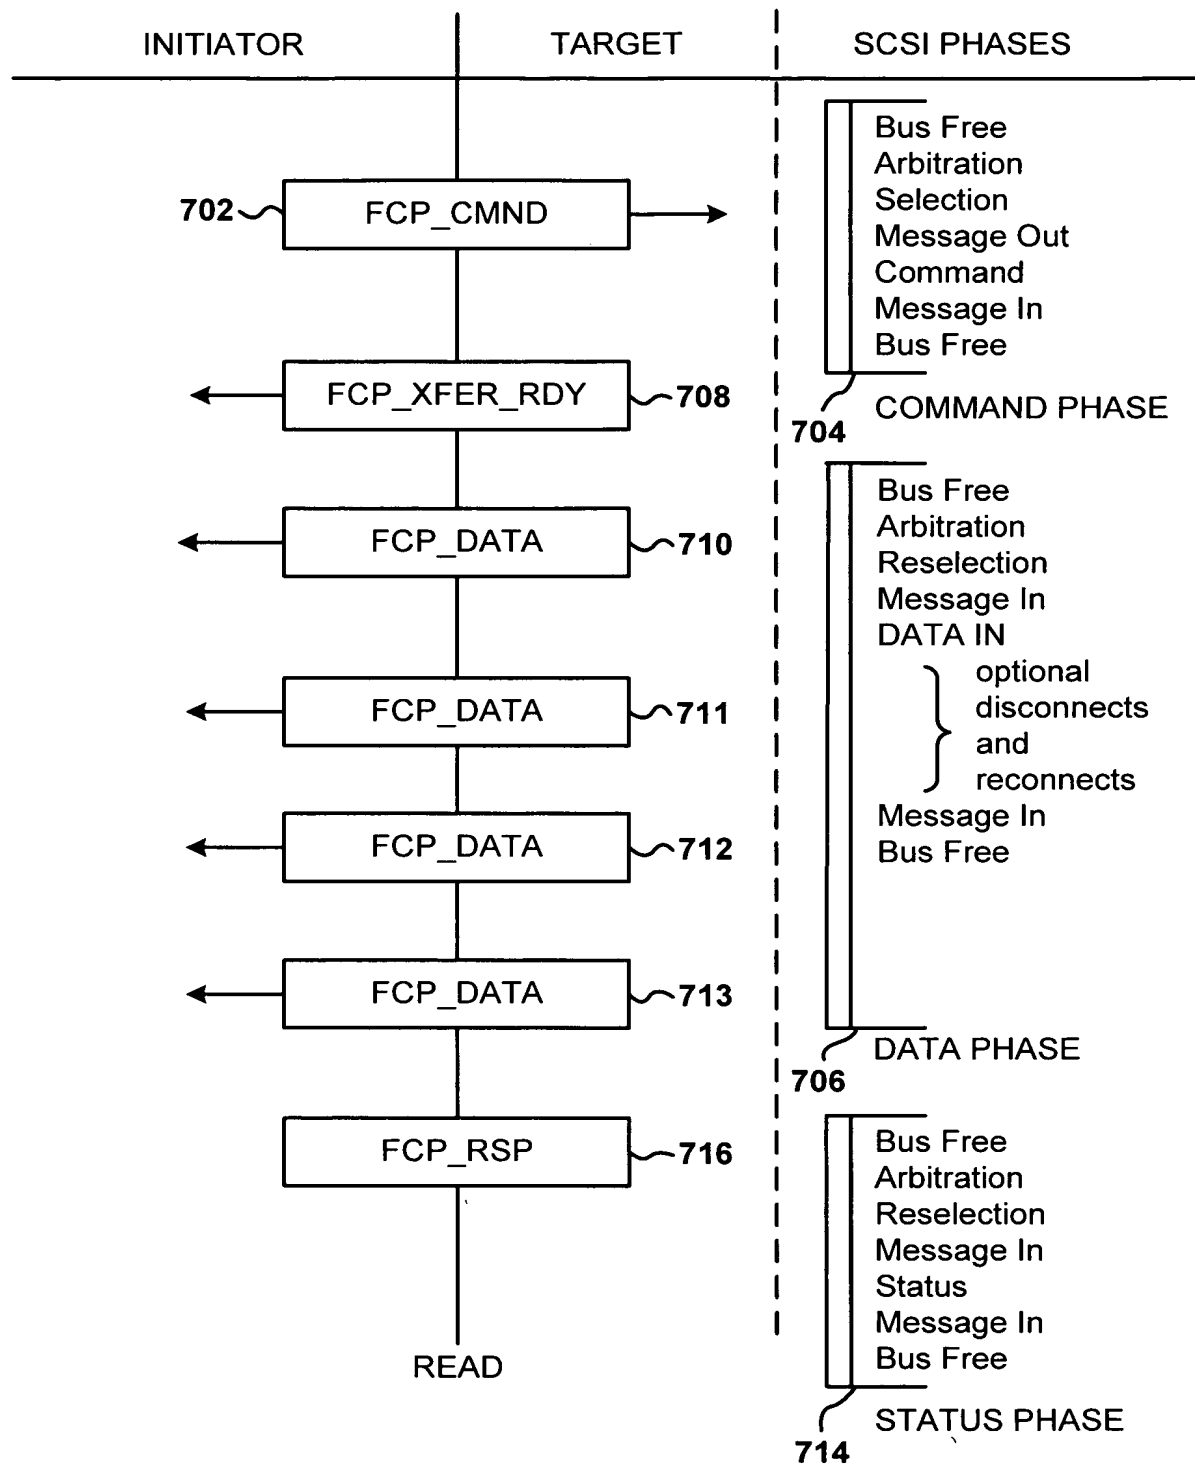 INITIATOR
TARGET
SCSI PHASES
702
FCP_CMND
FCP_XFER_RDY
708
FCP_DATA
710
FCP_DATA
711
FCP_DATA
712
FCP_DATA
713
FCP_RSP
716
READ
Bus Free
Arbitration
Selection
Message Out
Command
Message In
Bus Free
COMMAND PHASE
704
Bus Free
Arbitration
Reselection
Message In
DATA IN
optional
disconnects
and
reconnects
Message In
Bus Free
DATA PHASE
706
Bus Free
Arbitration
Reselection
Message In
Status
Message In
Bus Free
STATUS PHASE
714